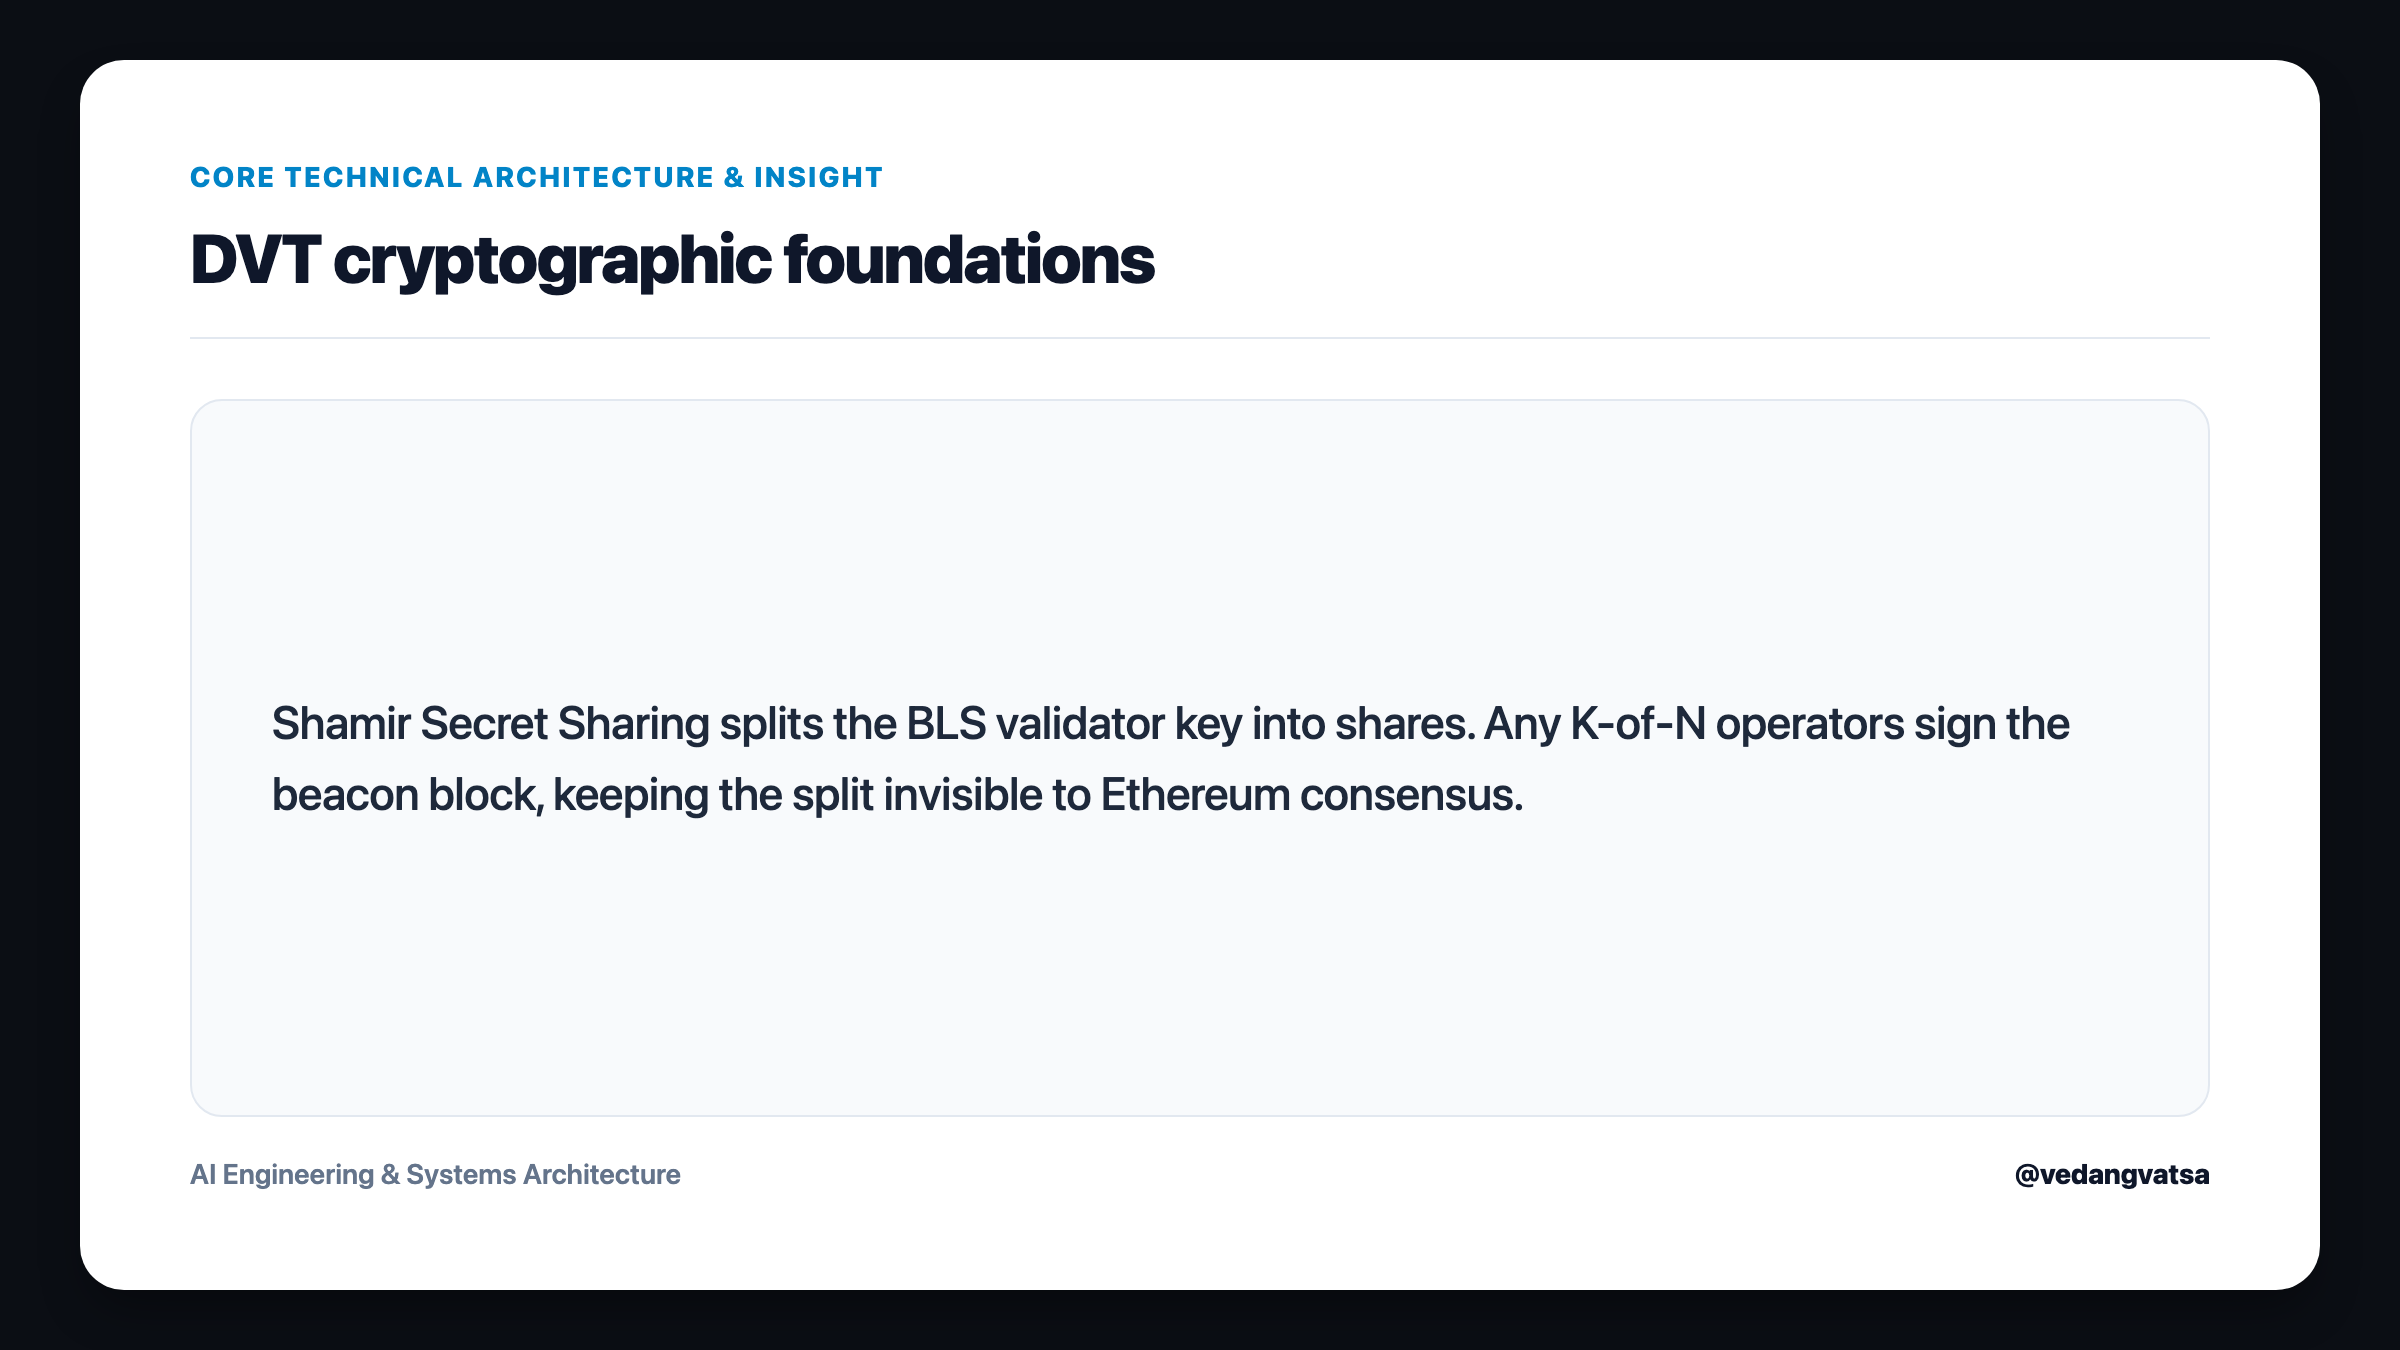 CORE TECHNICAL ARCHITECTURE & INSIGHT
DVT cryptographic foundations
Shamir Secret Sharing splits the BLS validator key into shares. Any K-of-N operators sign the
beacon block, keeping the split invisible to Ethereum consensus.
AI Engineering & Systems Architecture
@vedangvatsa